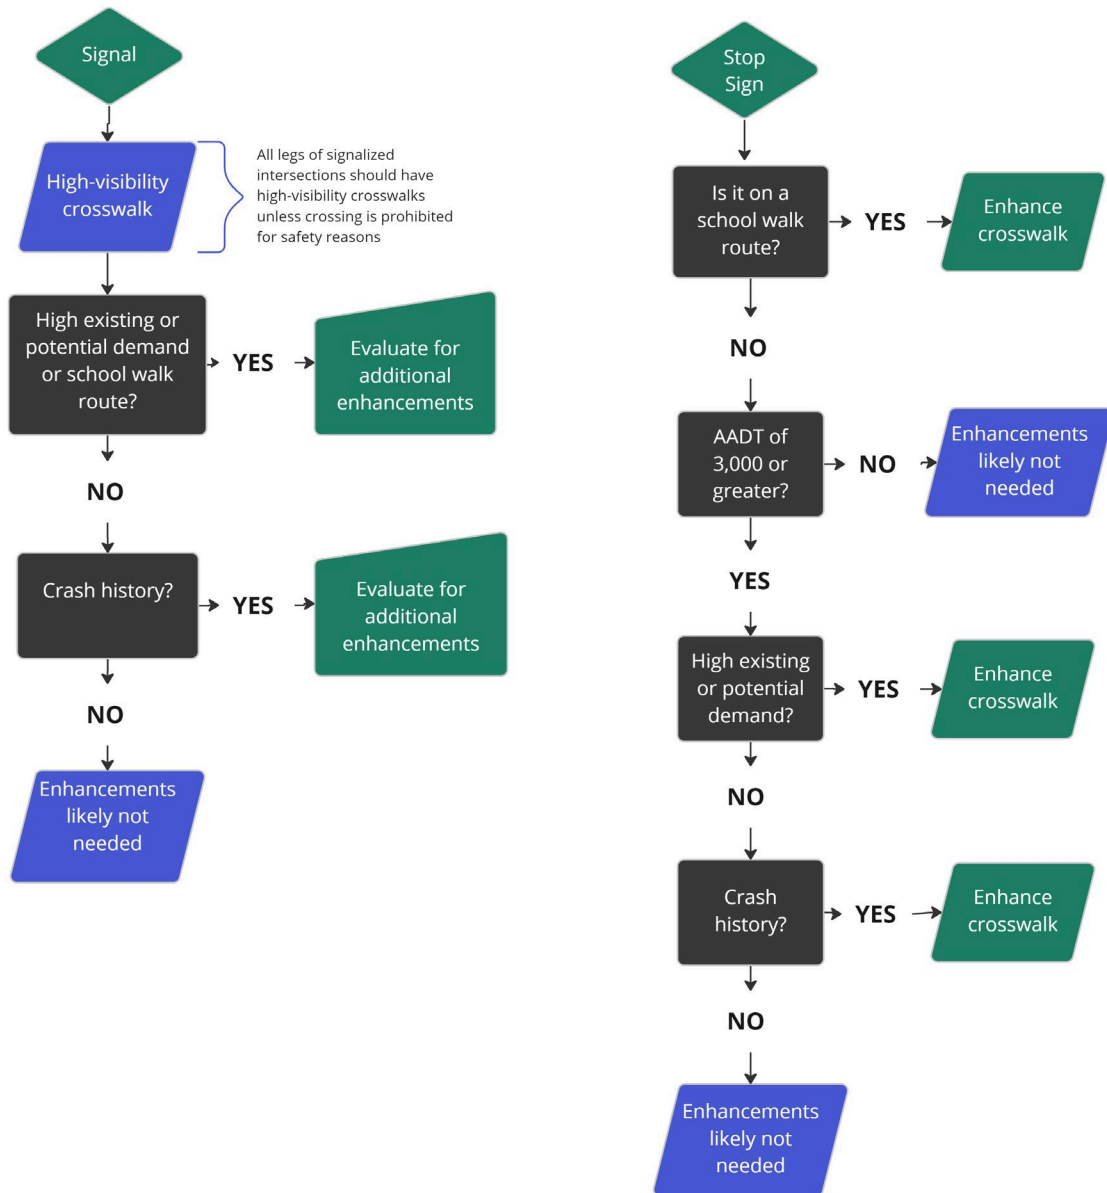 Signal
High-visibility
crosswalk
All legs of signalized
intersections should have
high-visibility crosswalks
unless crossing is prohibited
for safety reasons
High existing or
potential demand
or school walk
route?
YES
Evaluate for
additional
enhancements
NO
Crash history?
YES
Evaluate for
additional
enhancements
NO
Enhancements
likely not
needed
Stop
Sign
Is it on a
school walk
route?
YES
Enhance
crosswalk
NO
AADT of
3,000 or
greater?
NO
Enhancements
likely not
needed
YES
High existing
or potential
demand?
YES
Enhance
crosswalk
NO
Crash
history?
YES
Enhance
crosswalk
NO
Enhancements
likely not
needed